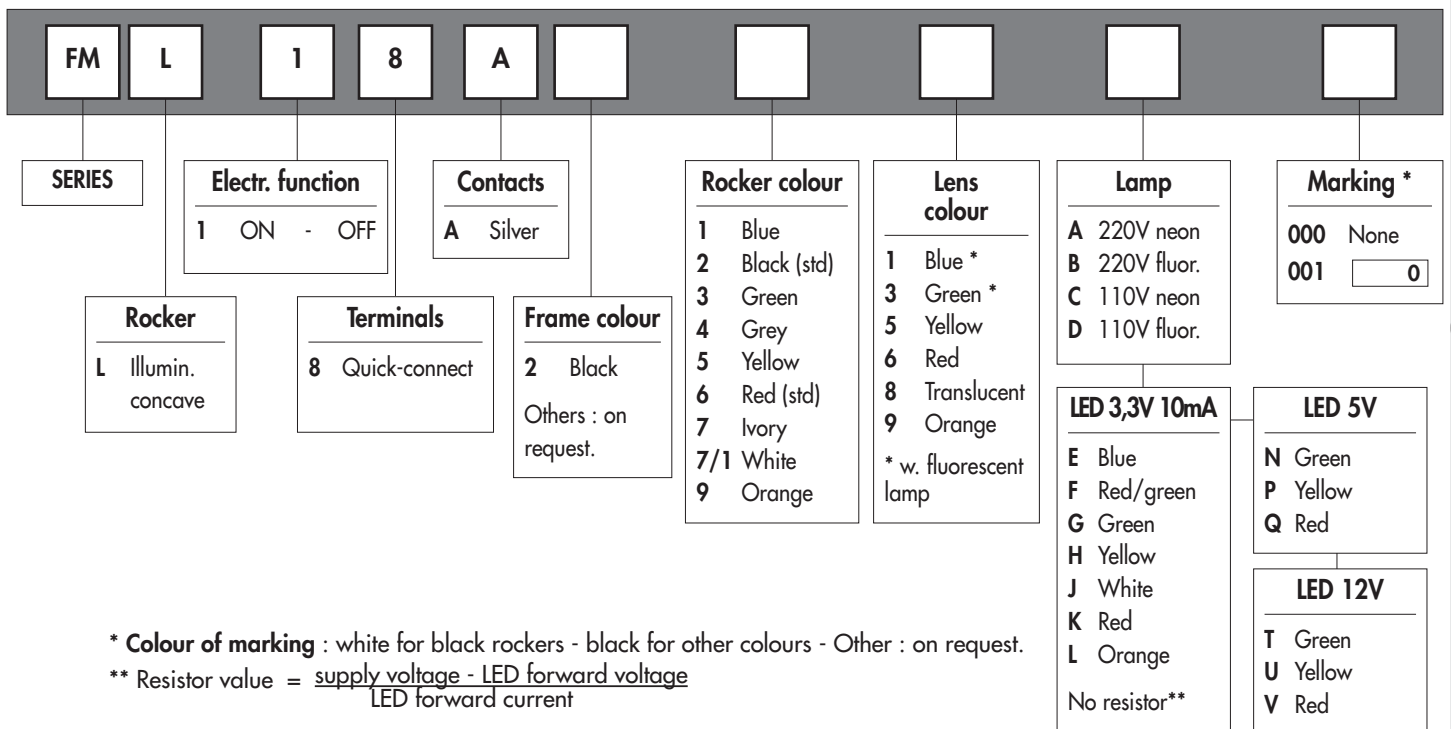 FM L 1 8 A
SERIES
Electr. function
1 ON - OFF
Contacts
A Silver
Rocker colour
1 Blue
2 Black (std)
3 Green
4 Grey
5 Yellow
6 Red (std)
7 Ivory
7/1 White
9 Orange
Lens
colour
1 Blue *
3 Green *
5 Yellow
6 Red
8 Translucent
9 Orange
* w. fluorescent
lamp
Lamp
A 220V neon
B 220V fluor.
C 110V neon
D 110V fluor.
Marking *
000 None
001 0
Rocker
L Illumin.
concave
Terminals
8 Quick-connect
Frame colour
2 Black
Others : on
request.
LED 3,3V 10mA
E Blue
F Red/green
G Green
H Yellow
J White
K Red
L Orange
No resistor**
LED 5V
N Green
P Yellow
Q Red
LED 12V
T Green
U Yellow
V Red
* Colour of marking : white for black rockers - black for other colours - Other : on request.
** Resistor value = supply voltage - LED forward voltage
LED forward current